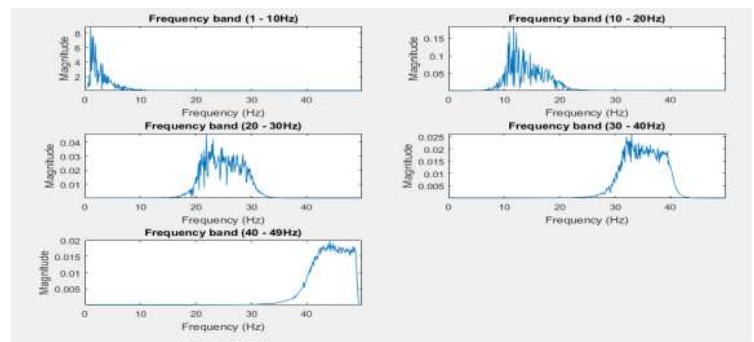 Frequency band (1 - 10Hz)
8
6
4
2
Magnitude
0 10 20 30 40
Frequency (Hz)
Frequency band (10 - 20Hz)
0.15
0.1
0.05
Magnitude
0 10 20 30 40
Frequency (Hz)
Frequency band (20 - 30Hz)
0.04
0.03
0.02
0.01
Magnitude
0 10 20 30 40
Frequency (Hz)
Frequency band (30 - 40Hz)
0.025
0.02
0.015
0.01
0.005
Magnitude
0 10 20 30 40
Frequency (Hz)
Frequency band (40 - 49Hz)
0.02
0.015
0.01
0.005
Magnitude
0 10 20 30 40
Frequency (Hz)